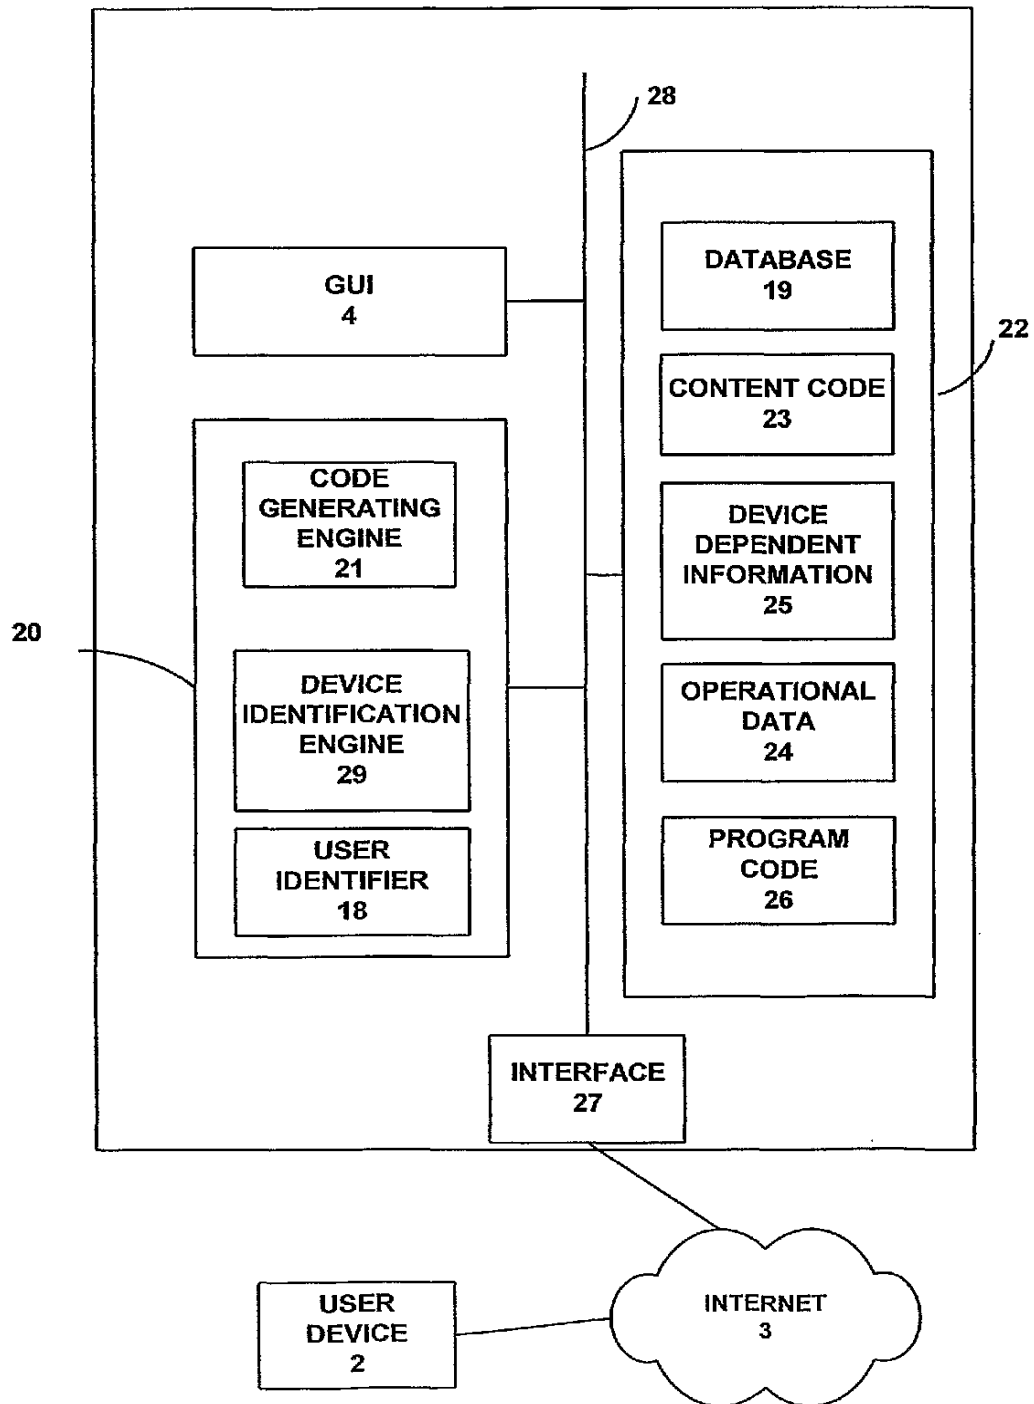 28
GUI
4
DATABASE
19
22
CONTENT CODE
23
CODE
GENERATING
ENGINE
21
DEVICE
DEPENDENT
INFORMATION
25
20
DEVICE
IDENTIFICATION
ENGINE
29
OPERATIONAL
DATA
24
USER
IDENTIFIER
18
PROGRAM
CODE
26
INTERFACE
27
USER
DEVICE
2
INTERNET
3